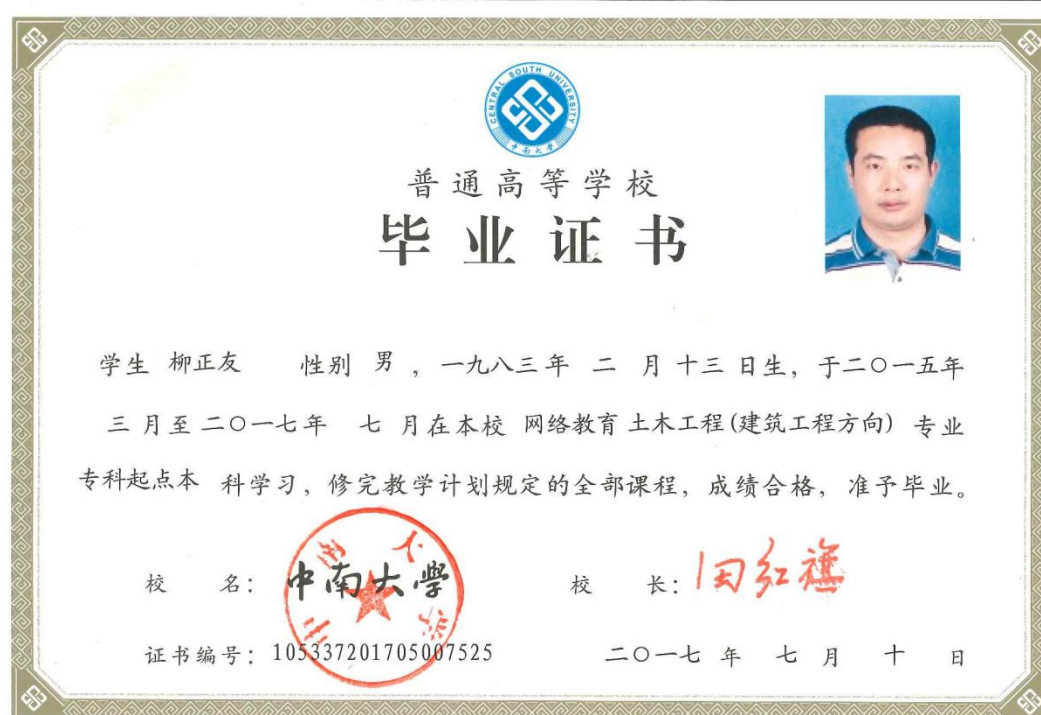 CENTRAL SOUTH UNIVERSITY
中南大学
普通高等学校
毕业证书
学生 柳正友 性别 男 ，一九八三年 二 月 十三 日生，于二〇一五年
三 月至 二〇一七年 七 月在本校 网络教育 土木工程(建筑工程方向) 专业
专科起点本 科学习，修完教学计划规定的全部课程，成绩合格，准予毕业。
校 名： 中南大學
中南大学
校 长： 田红旗
证书编号：105337201705007525
二〇一七 年 七 月 十 日